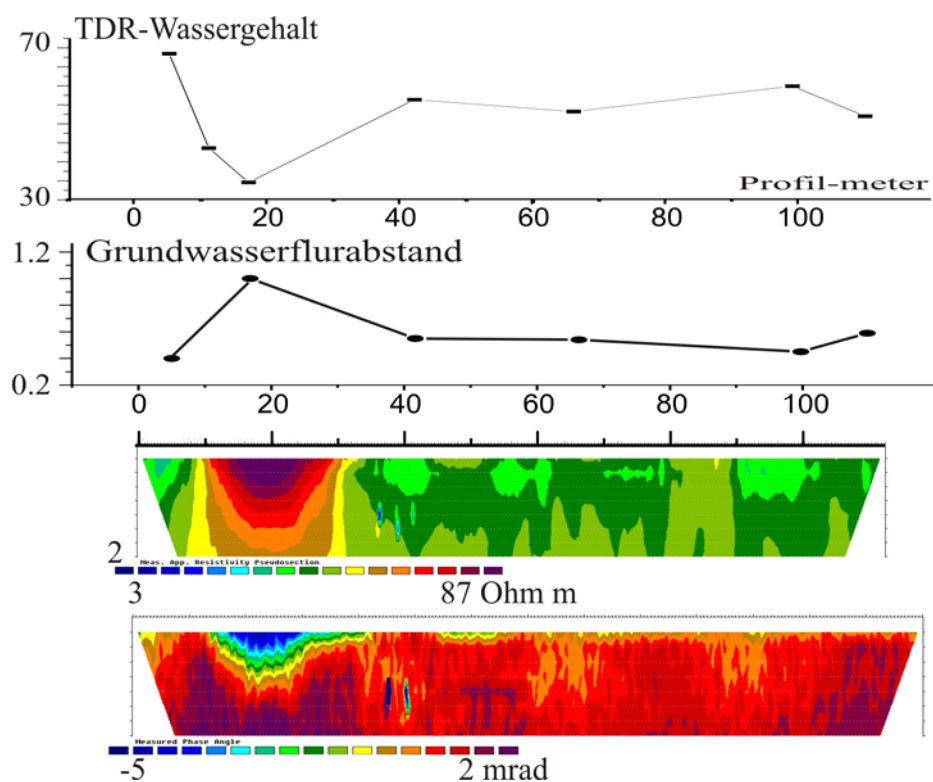 TDR-Wassergehalt
70
30
Profil-meter
0 20 40 60 80 100
Grundwasserflurabstand
1.2
0.2
0 20 40 60 80 100
2
Meas. App. Resistivity Pseudosection
3 87 Ohm m
Measured Phase Angle
-5 2 mrad